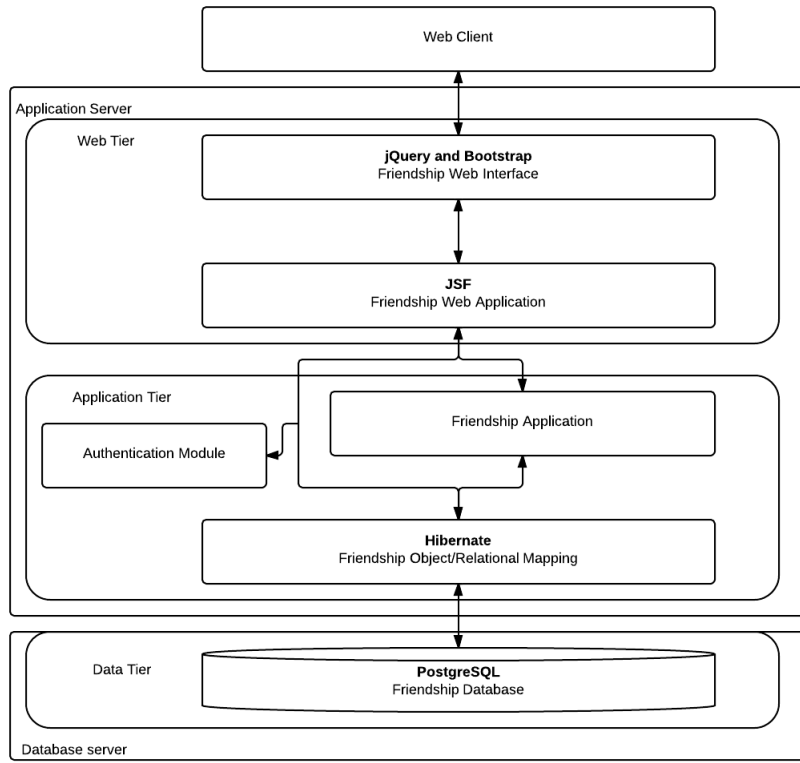 Web Client
Application Server
Web Tier
jQuery and Bootstrap
Friendship Web Interface
JSF
Friendship Web Application
Application Tier
Friendship Application
Authentication Module
Hibernate
Friendship Object/Relational Mapping
Data Tier
PostgreSQL
Friendship Database
Database server